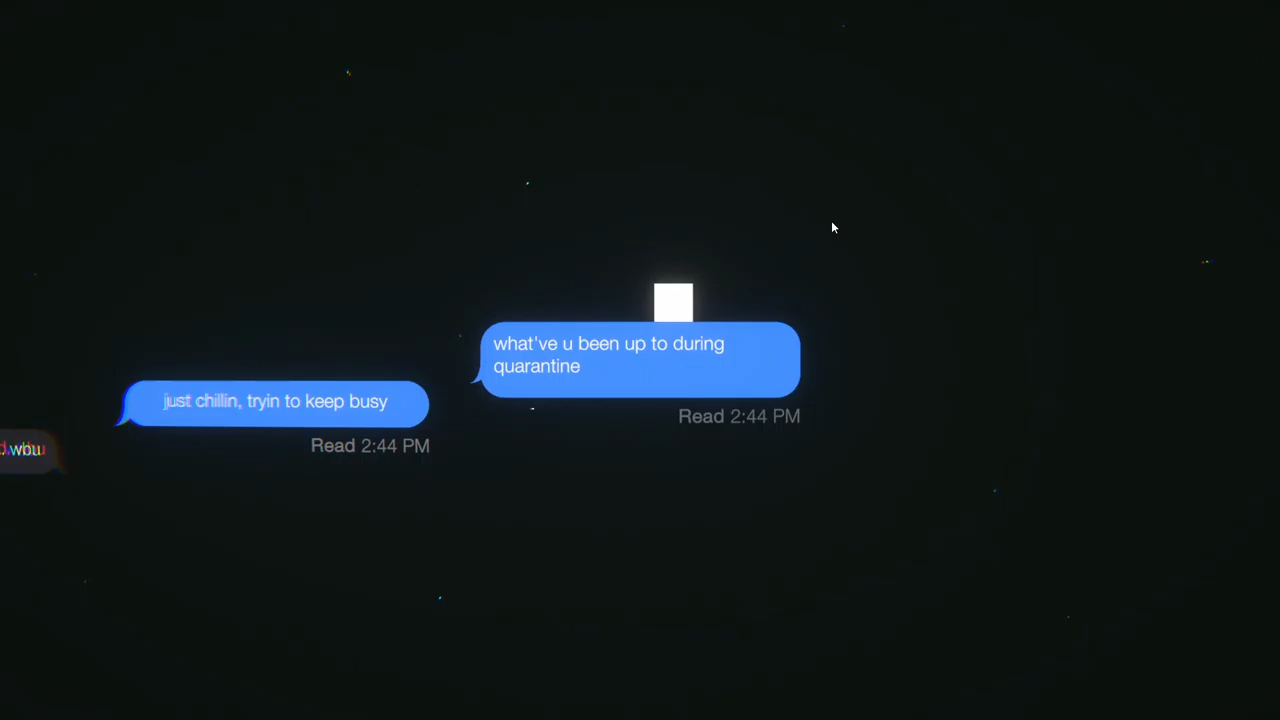 what've u been up to during
quarantine
Read 2:44 PM
just chillin, tryin to keep busy
Read 2:44 PM
wbu